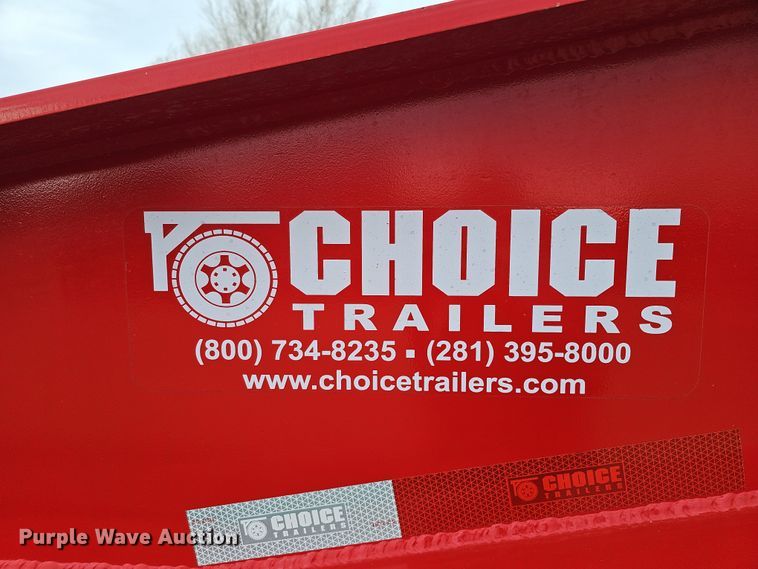 CHOICE
TRAILERS
(800) 734-8235 ▪ (281) 395-8000
www.choicetrailers.com
CHOICE
TRAILERS
CHOICE
TRAILERS
Purple Wave Auction